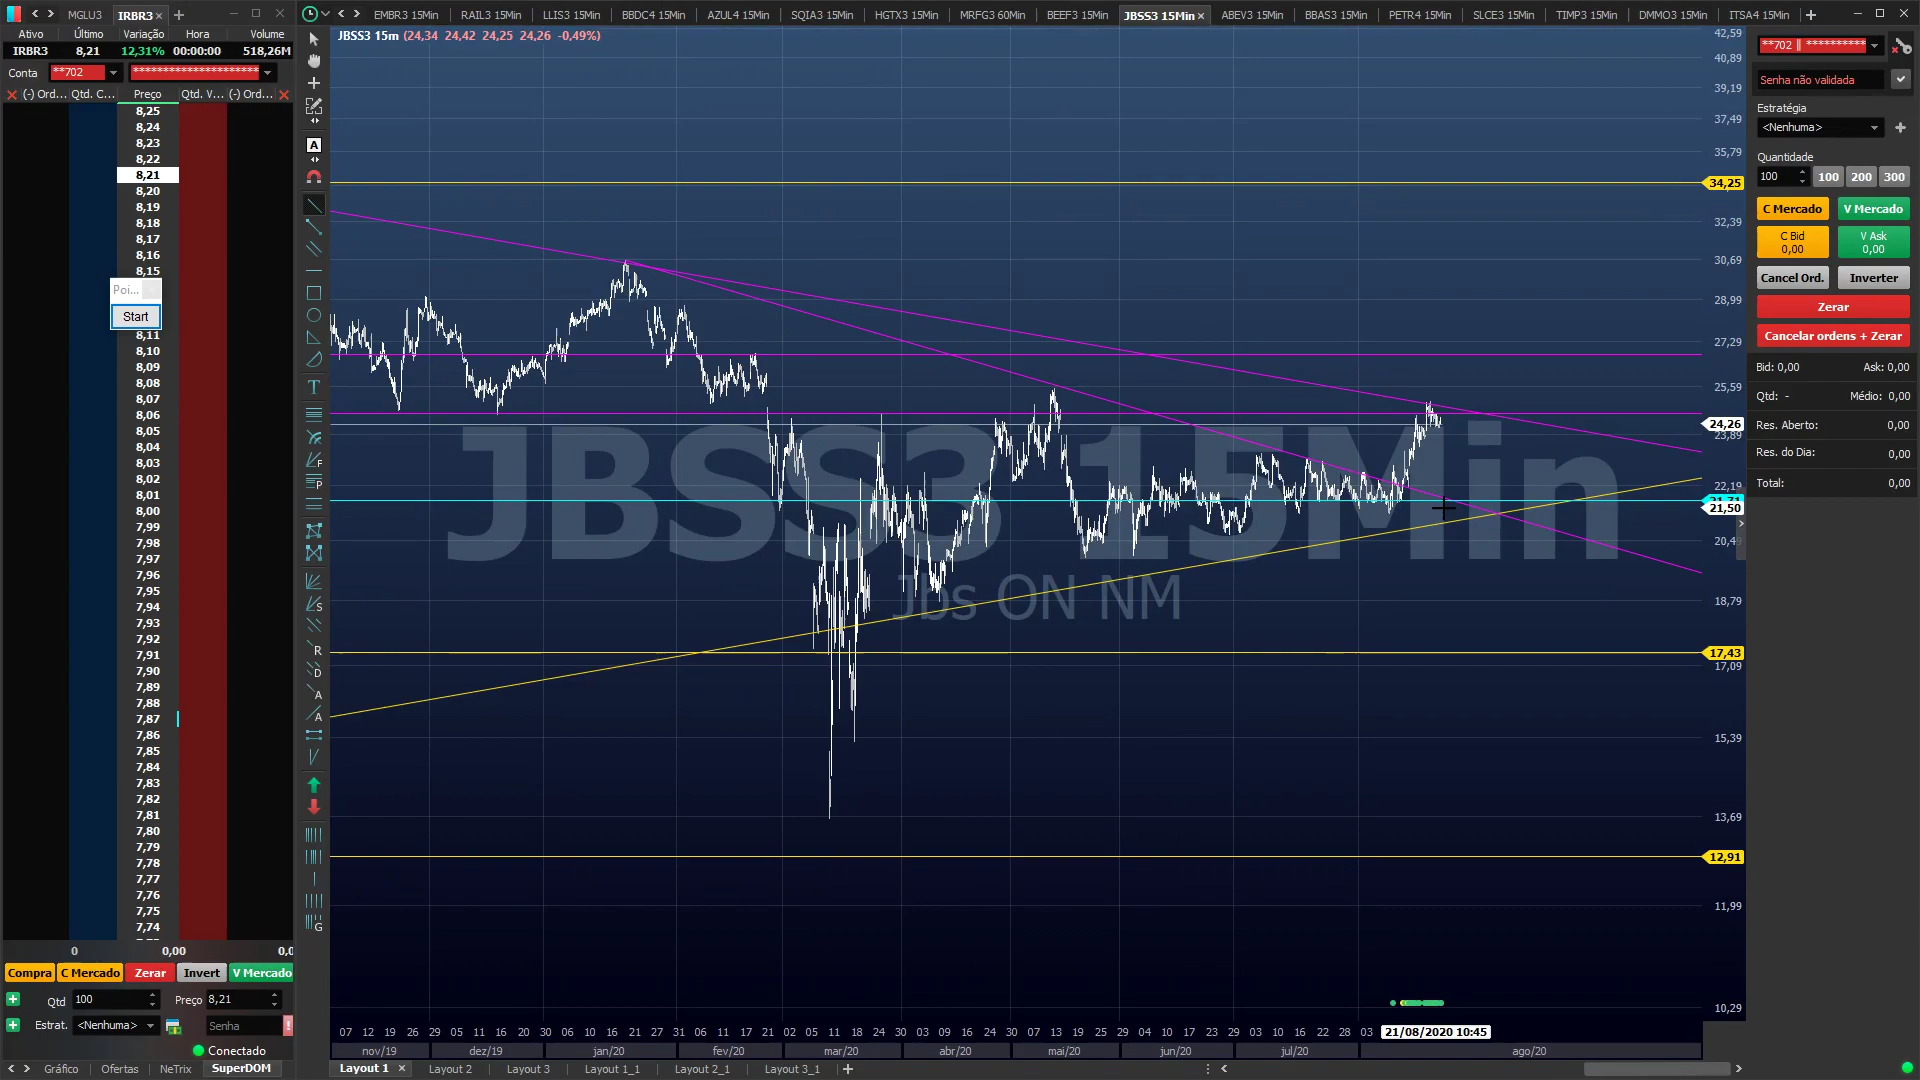 MGLU3 IRBR3
Ativo Último Variação Hora Volume
IRBR3 8,21 12,31% 00:00:00 518,26M
Conta **702 *********************
(-) Ord... Qtd. C... Preço Qtd. V... (-) Ord...
8,25
8,24
8,23
8,22
8,21
8,20
8,19
8,18
8,17
8,16
8,15
Poi...
Start
8,11
8,10
8,09
8,08
8,07
8,06
8,05
8,04
8,03
8,02
8,01
8,00
7,99
7,98
7,97
7,96
7,95
7,94
7,93
7,92
7,91
7,90
7,89
7,88
7,87
7,86
7,85
7,84
7,83
7,82
7,81
7,80
7,79
7,78
7,77
7,76
7,75
7,74
0 0,00 0,0
Compra C Mercado Zerar Invert V Mercado
Qtd 100 Preço 8,21
Estrat. <Nenhuma> Senha
Conectado
Gráfico Ofertas NeTrix SuperDOM
EMBR3 15Min RAIL3 15Min LLIS3 15Min BBDC4 15Min AZUL4 15Min SQIA3 15Min HGTX3 15Min MRFG3 60Min BEEF3 15Min JBSS3 15Min ABEV3 15Min BBAS3 15Min PETR4 15Min SLCE3 15Min TIMP3 15Min DMMO3 15Min ITSA4 15Min
JBSS3 15m (24,34 24,42 24,25 24,26 -0,49%)
JBSS3 15Min
Jbs ON NM
42,59
40,89
39,19
37,49
35,79
34,25
32,39
30,69
28,99
27,29
25,59
24,26
23,89
22,19
21,50
20,49
18,79
17,43
17,09
15,39
13,69
12,91
11,99
10,29
07 12 19 26 29 05 11 16 20 30 06 10 16 21 27 31 06 11 17 21 02 05 11 18 24 30 03 09 16 24 30 07 13 19 25 29 04 10 17 23 29 03 10 16 22 28 03 21/08/2020 10:45
nov/19 dez/19 jan/20 fev/20 mar/20 abr/20 mai/20 jun/20 jul/20 ago/20
Layout 1 Layout 2 Layout 3 Layout 1_1 Layout 2_1 Layout 3_1
**702 || **********
Senha não validada
Estratégia
<Nenhuma>
Quantidade
100 100 200 300
C Mercado V Mercado
C Bid V Ask
0,00 0,00
Cancel Ord. Inverter
Zerar
Cancelar ordens + Zerar
Bid: 0,00 Ask: 0,00
Qtd: - Médio: 0,00
Res. Aberto: 0,00
Res. do Dia: 0,00
Total: 0,00